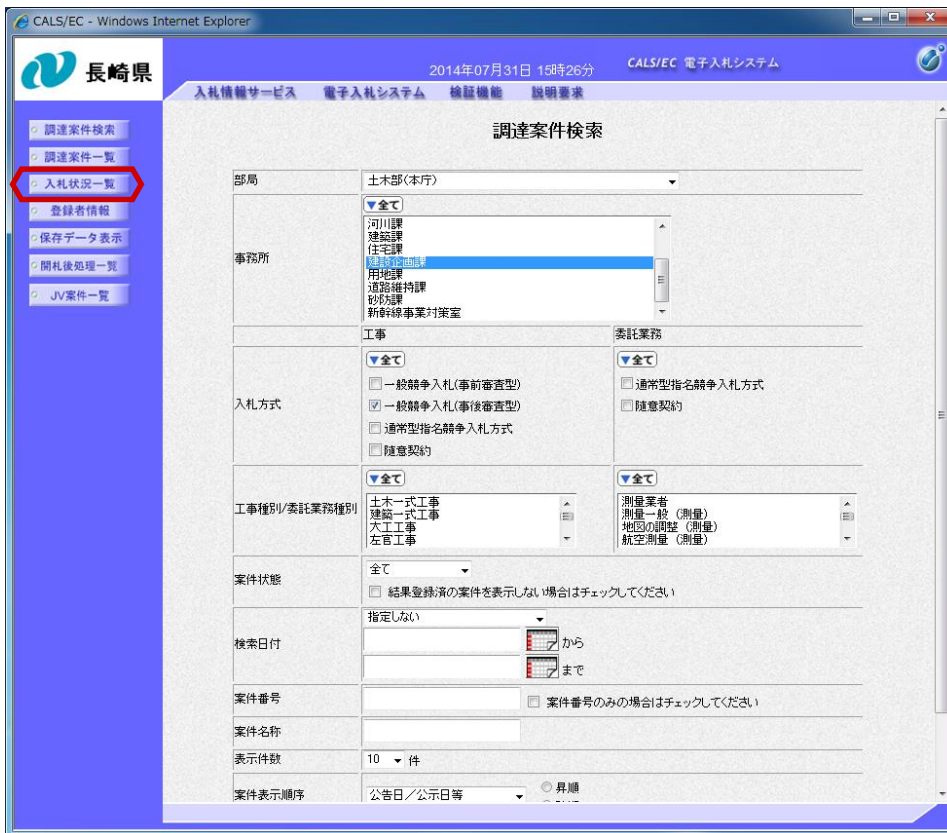 CALS/EC - Windows Internet Explorer
長崎県
2014年07月31日 15時26分
CALS/EC 電子入札システム
入札情報サービス 電子入札システム 検証機能 説明要求
調達案件検索
調達案件一覧
入札状況一覧
登録者情報
保存データ表示
開札後処理一覧
JV案件一覧
調達案件検索
部局 土木部(本庁)
事務所
▼全て
河川課
建築課
住宅課
建設企画課
用地課
道路維持課
砂防課
新幹線事業対策室
工事 委託業務
入札方式
▼全て
一般競争入札(事前審査型)
一般競争入札(事後審査型)
通常型指名競争入札方式
随意契約
▼全て
通常型指名競争入札方式
随意契約
工事種別/委託業務種別
▼全て
土木一式工事
建築一式工事
大工工事
左官工事
▼全て
測量業者
測量一般 (測量)
地図の調整 (測量)
航空測量 (測量)
案件状態
全て
結果登録済の案件を表示しない場合はチェックしてください
検索日付
指定しない
から
まで
案件番号 案件番号のみの場合はチェックしてください
案件名称
表示件数 10 件
案件表示順序 公告日/公示日等 昇順